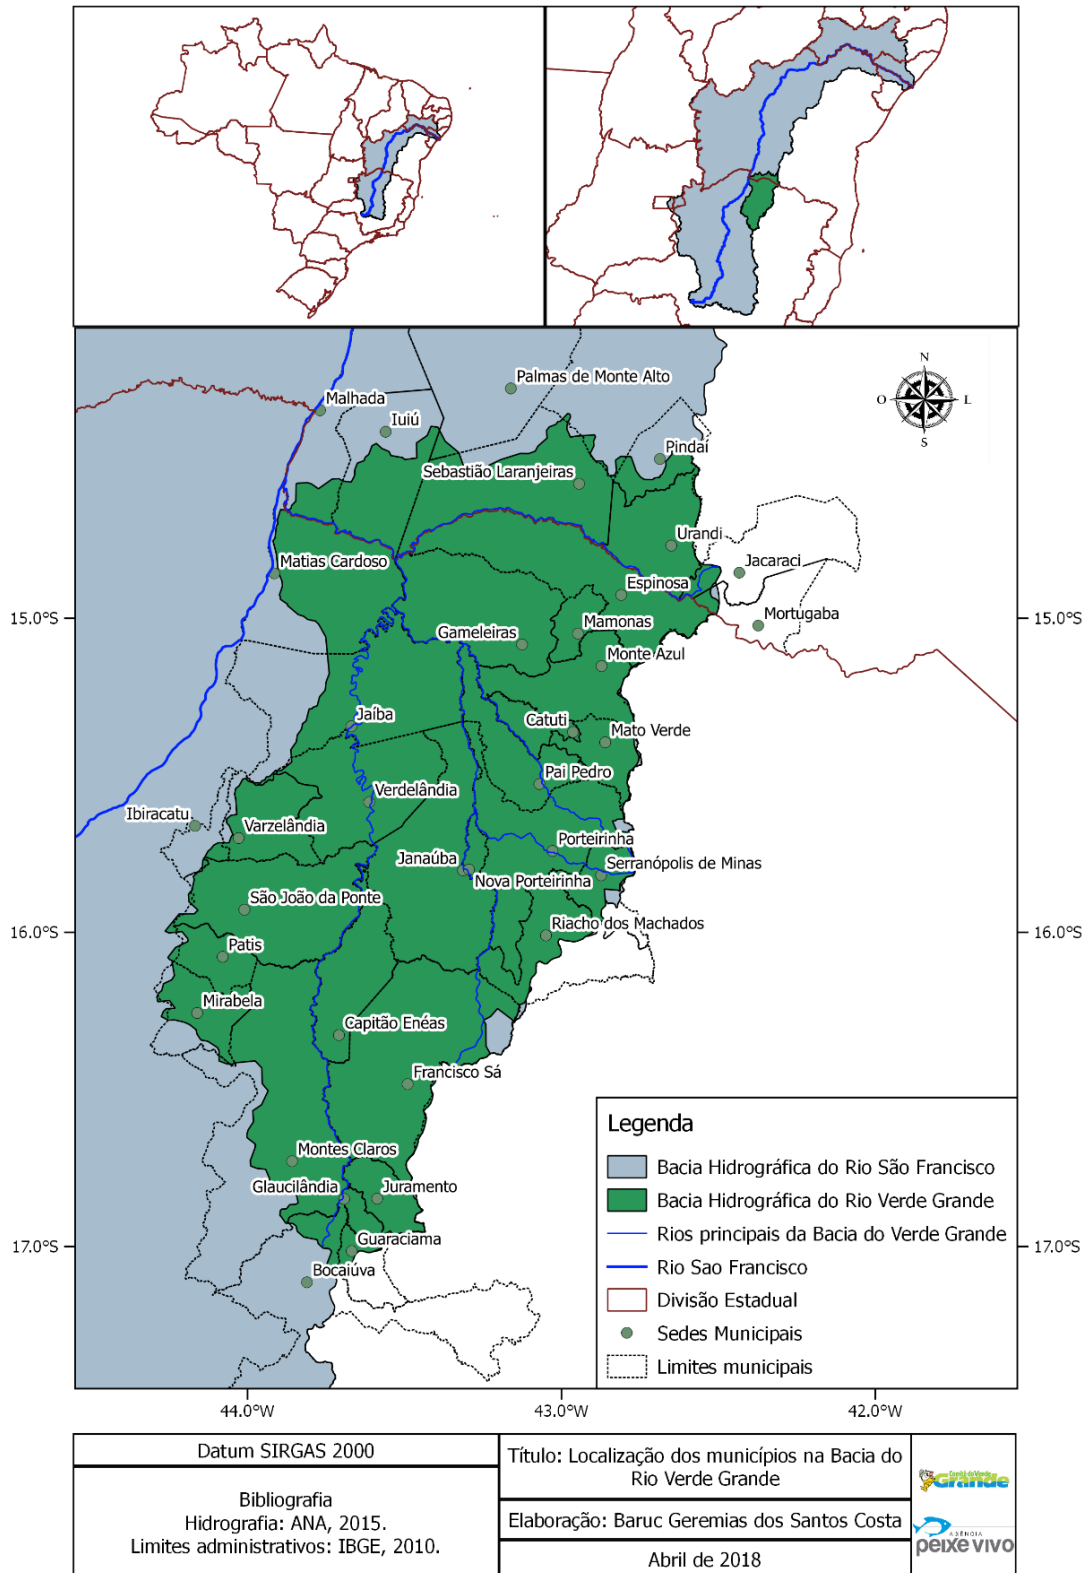 Palmas de Monte Alto
Malhada
Iuiú
Pindaí
Sebastião Laranjeiras
N
O
L
S
Urandi
Matias Cardoso
Jacaraci
Espinosa
15.0°S
Mamonas
Mortugaba
15.0°S
Gameleiras
Monte Azul
Jaíba
Catuti
Mato Verde
Pai Pedro
Verdelândia
Ibiracatu
Varzelândia
Porteirinha
Janaúba
Serranópolis de Minas
Nova Porteirinha
São João da Ponte
Riacho dos Machados
16.0°S
16.0°S
Patis
Mirabela
Capitão Enéas
Francisco Sá
Montes Claros
Glaucilândia
Juramento
Guaraciama
17.0°S
17.0°S
Bocaiúva
Legenda
Bacia Hidrográfica do Rio São Francisco
Bacia Hidrográfica do Rio Verde Grande
Rios principais da Bacia do Verde Grande
Rio Sao Francisco
Divisão Estadual
Sedes Municipais
Limites municipais
44.0°W
43.0°W
42.0°W
Datum SIRGAS 2000
Bibliografia
Hidrografia: ANA, 2015.
Limites administrativos: IBGE, 2010.
Título: Localização dos municípios na Bacia do
Rio Verde Grande
Elaboração: Baruc Geremias dos Santos Costa
Abril de 2018
Comitê do Verde
Grande
AGÊNCIA
peixe vivo